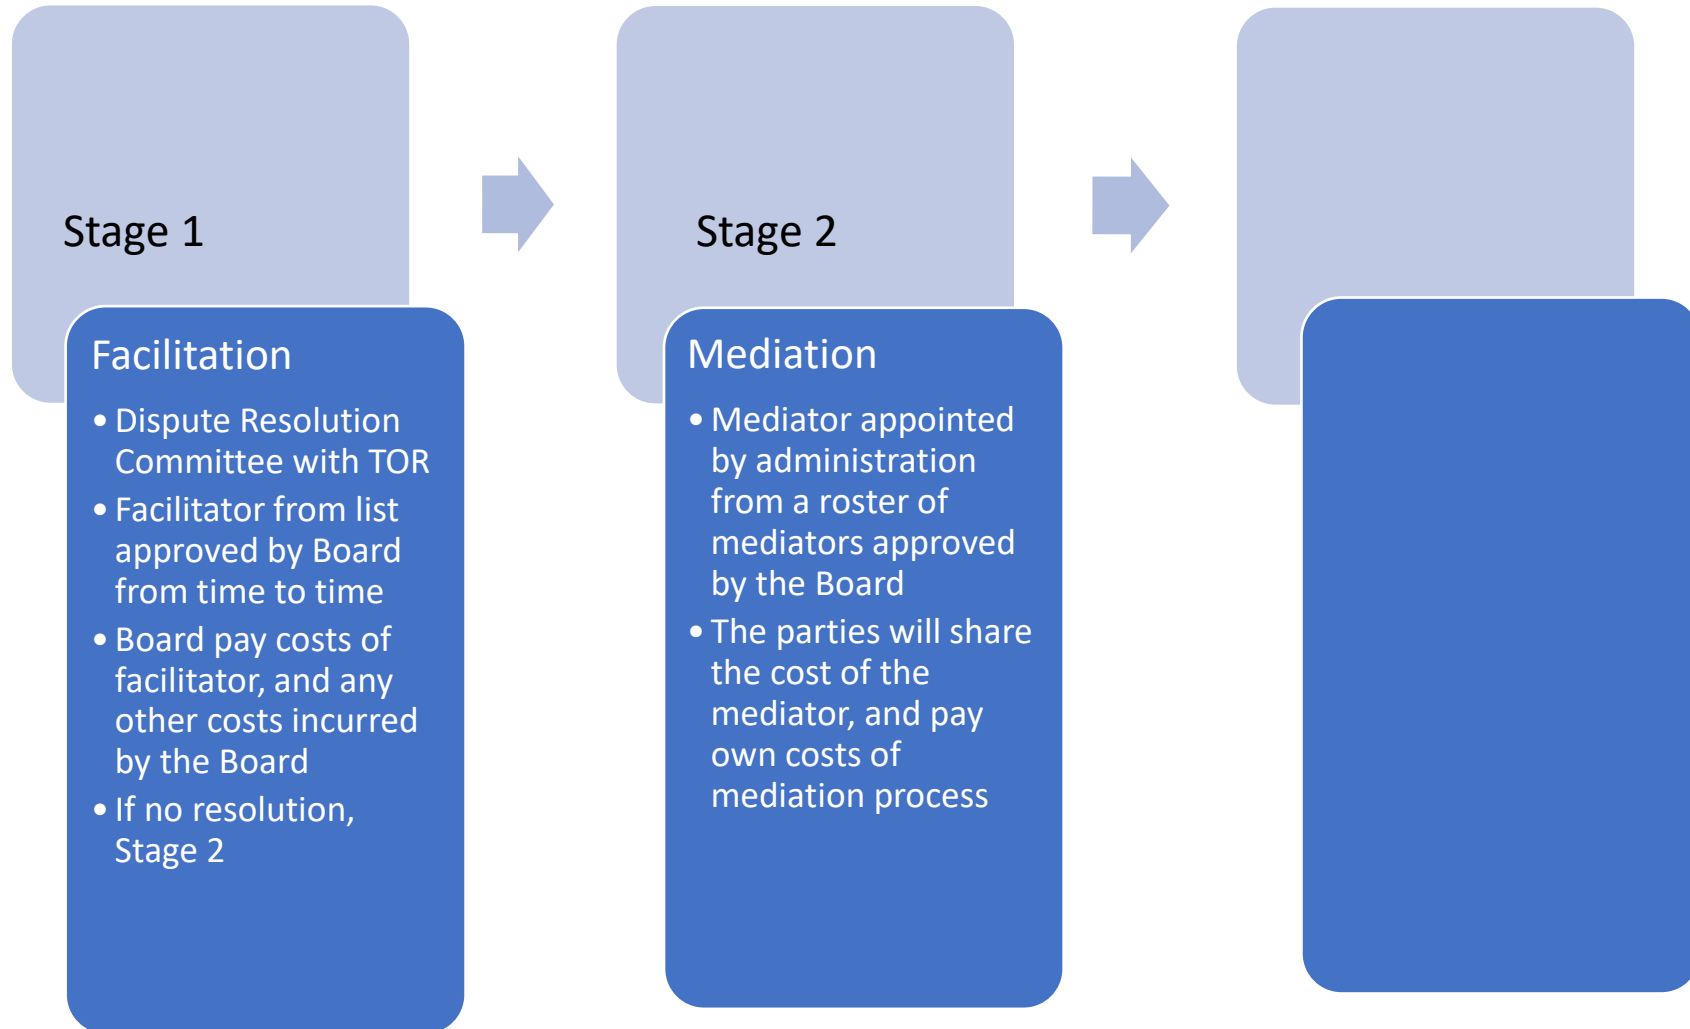 Stage 1
Facilitation
• Dispute Resolution
Committee with TOR
• Facilitator from list
approved by Board
from time to time
• Board pay costs of
facilitator, and any
other costs incurred
by the Board
• If no resolution,
Stage 2
Stage 2
Mediation
• Mediator appointed
by administration
from a roster of
mediators approved
by the Board
• The parties will share
the cost of the
mediator, and pay
own costs of
mediation process